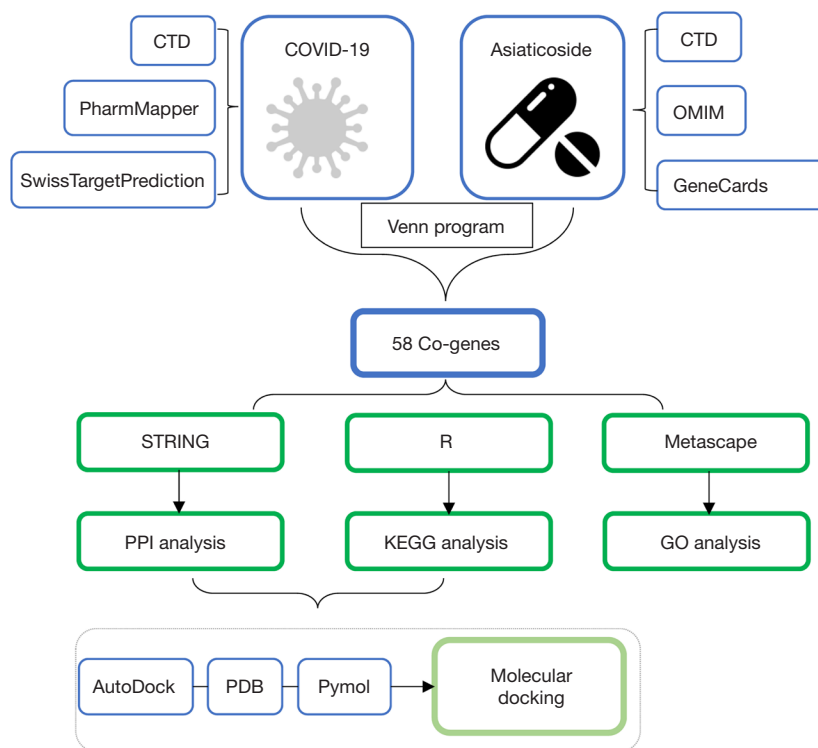 CTD
COVID-19
Asiaticoside
CTD
PharmMapper
OMIM
SwissTargetPrediction
GeneCards
Venn program
58 Co-genes
STRING
R
Metascape
PPI analysis
KEGG analysis
GO analysis
AutoDock
PDB
Pymol
Molecular
docking